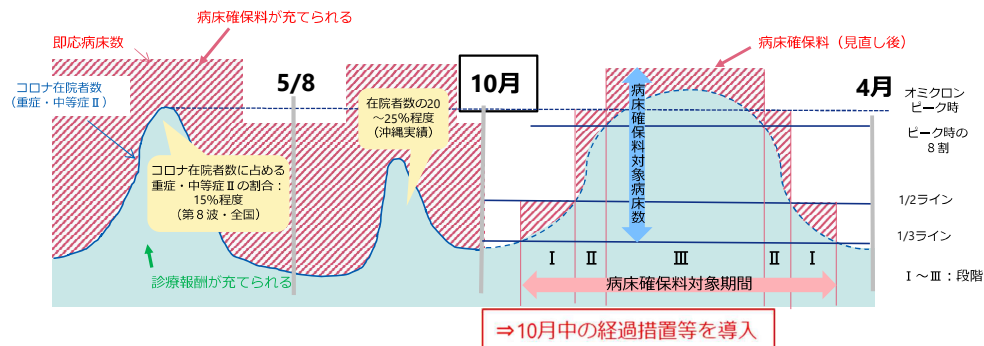 病床確保料が充てられる
即応病床数
コロナ在院者数
（重症・中等症Ⅱ）
5/8
在院者数の20
～25％程度
（沖縄実績）
コロナ在院者数に占める
重症・中等症Ⅱの割合：
15％程度
（第８波・全国）
診療報酬が充てられる
10月
病床確保料（見直し後）
4月
オミクロン
ピーク時
ピーク時の
８割
病床確保料対象病床数
1/2ライン
1/3ライン
Ⅰ Ⅱ Ⅲ Ⅱ Ⅰ
Ⅰ～Ⅲ：段階
病床確保料対象期間
⇒10月中の経過措置等を導入